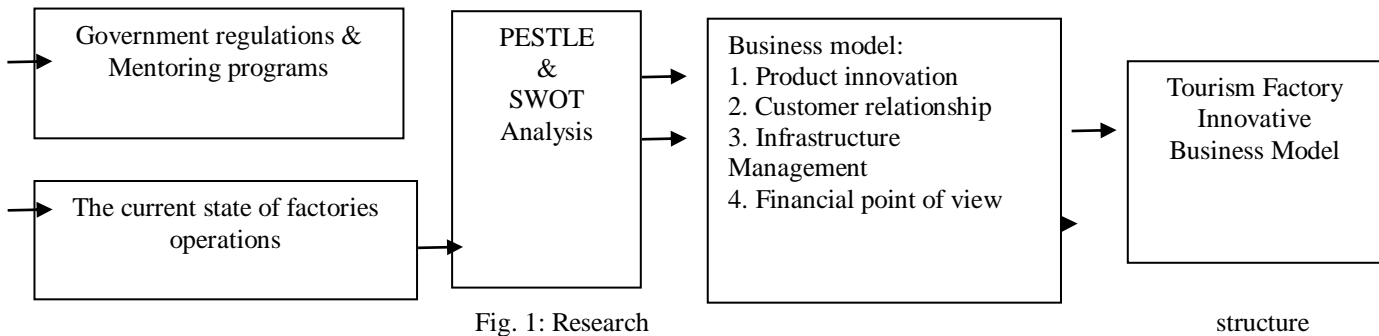 Government regulations &
Mentoring programs
The current state of factories
operations
PESTLE
&
SWOT
Analysis
Business model:
1. Product innovation
2. Customer relationship
3. Infrastructure
Management
4. Financial point of view
Tourism Factory
Innovative
Business Model
Fig. 1: Research structure